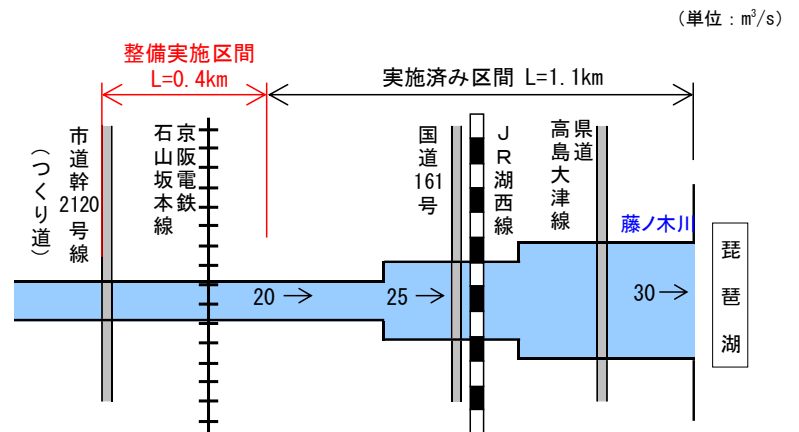 （単位：m³/s）
整備実施区間
L=0.4km
実施済み区間 L=1.1km
市道幹2120号線
（つくり道）
京阪電鉄
石山坂本線
国道161号
ＪＲ湖西線
県道
高島大津線
藤ノ木川
琵琶湖
20→
25→
30→